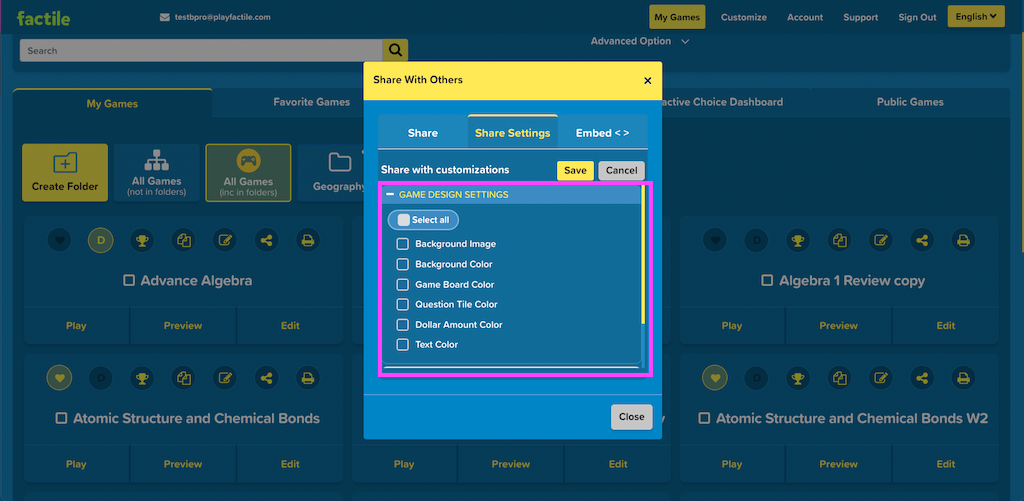 factile
testbpro@playfactile.com
My Games
Customize
Account
Support
Sign Out
English
Search
Advanced Option
My Games
Favorite Games
active Choice Dashboard
Public Games
Create Folder
All Games
(not in folders)
All Games
(inc in folders)
Geography
Share With Others
×
Share
Share Settings
Embed < >
Share with customizations
Save
Cancel
GAME DESIGN SETTINGS
Select all
Background Image
Background Color
Game Board Color
Question Tile Color
Dollar Amount Color
Text Color
Close
D
D
Advance Algebra
Algebra 1 Review copy
Play
Preview
Edit
Play
Preview
Edit
D
D
Atomic Structure and Chemical Bonds
y
Atomic Structure and Chemical Bonds W2
Play
Preview
Edit
Play
Preview
Edit
Play
Preview
Edit